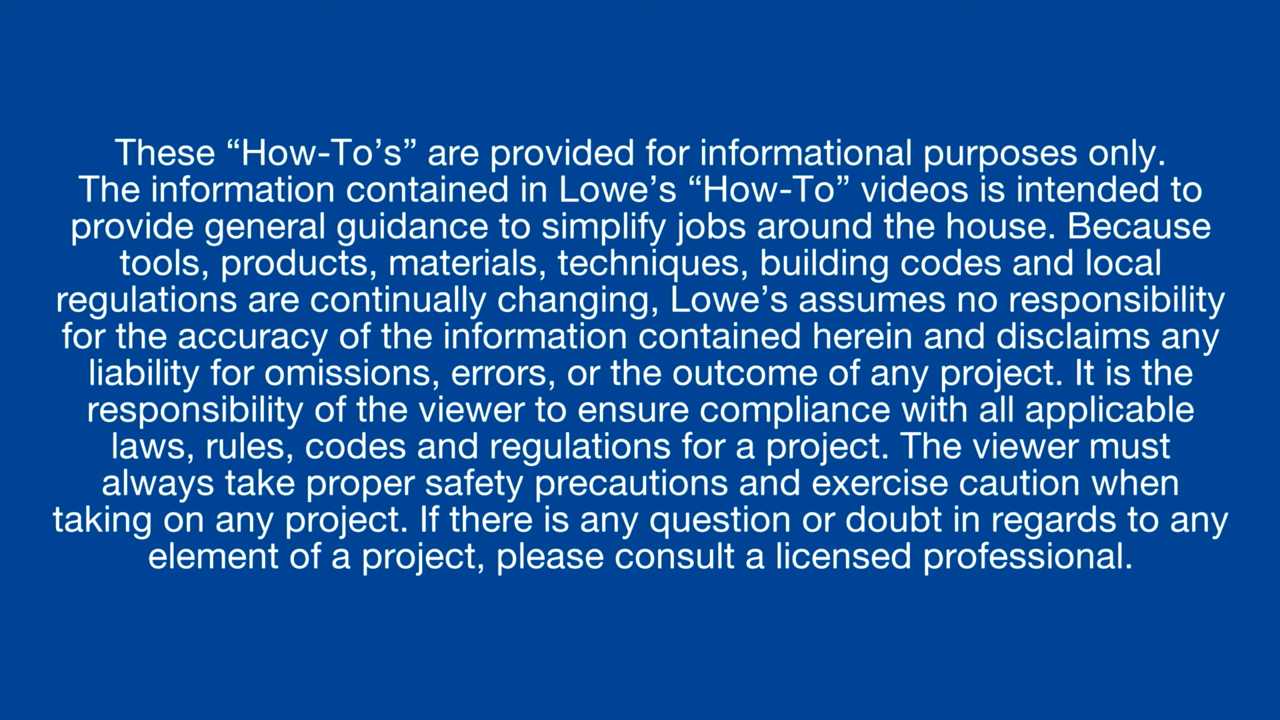 These “How-To’s” are provided for informational purposes only.
The information contained in Lowe’s “How-To” videos is intended to
provide general guidance to simplify jobs around the house. Because
tools, products, materials, techniques, building codes and local
regulations are continually changing, Lowe’s assumes no responsibility
for the accuracy of the information contained herein and disclaims any
liability for omissions, errors, or the outcome of any project. It is the
responsibility of the viewer to ensure compliance with all applicable
laws, rules, codes and regulations for a project. The viewer must
always take proper safety precautions and exercise caution when
taking on any project. If there is any question or doubt in regards to any
element of a project, please consult a licensed professional.